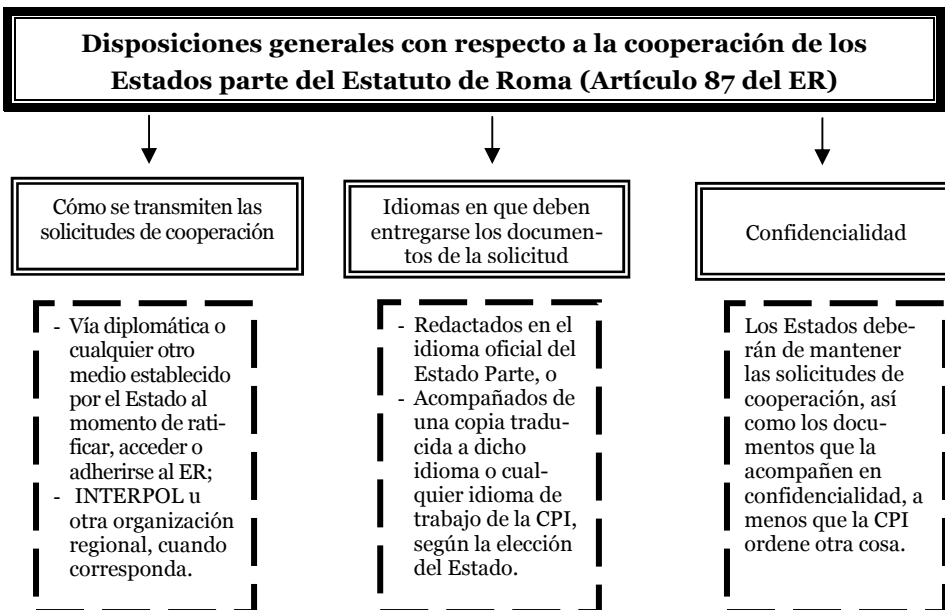 Disposiciones generales con respecto a la cooperación de los
Estados parte del Estatuto de Roma (Artículo 87 del ER)
Cómo se transmiten las
solicitudes de cooperación
Idiomas en que deben
entregarse los documen-
tos de la solicitud
Confidencialidad
- Vía diplomática o
cualquier otro
medio establecido
por el Estado al
momento de rati-
ficar, acceder o
adherirse al ER;
- INTERPOL u
otra organización
regional, cuando
corresponda.
- Redactados en el
idioma oficial del
Estado Parte, o
- Acompañados de
una copia tradu-
cida a dicho
idioma o cual-
quier idioma de
trabajo de la CPI,
según la elección
del Estado.
Los Estados debe-
rán de mantener
las solicitudes de
cooperación, así
como los docu-
mentos que la
acompañen en
confidencialidad, a
menos que la CPI
ordene otra cosa.